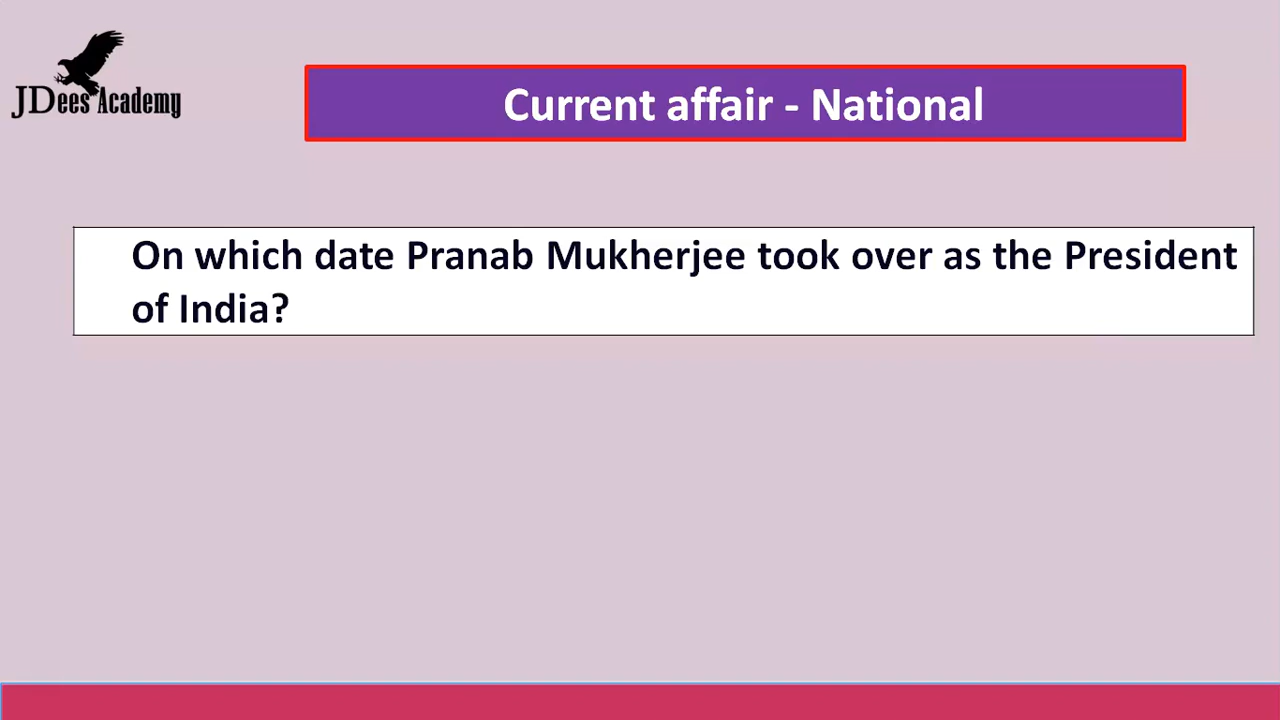 JDees Academy
Current affair - National
On which date Pranab Mukherjee took over as the President
of India?